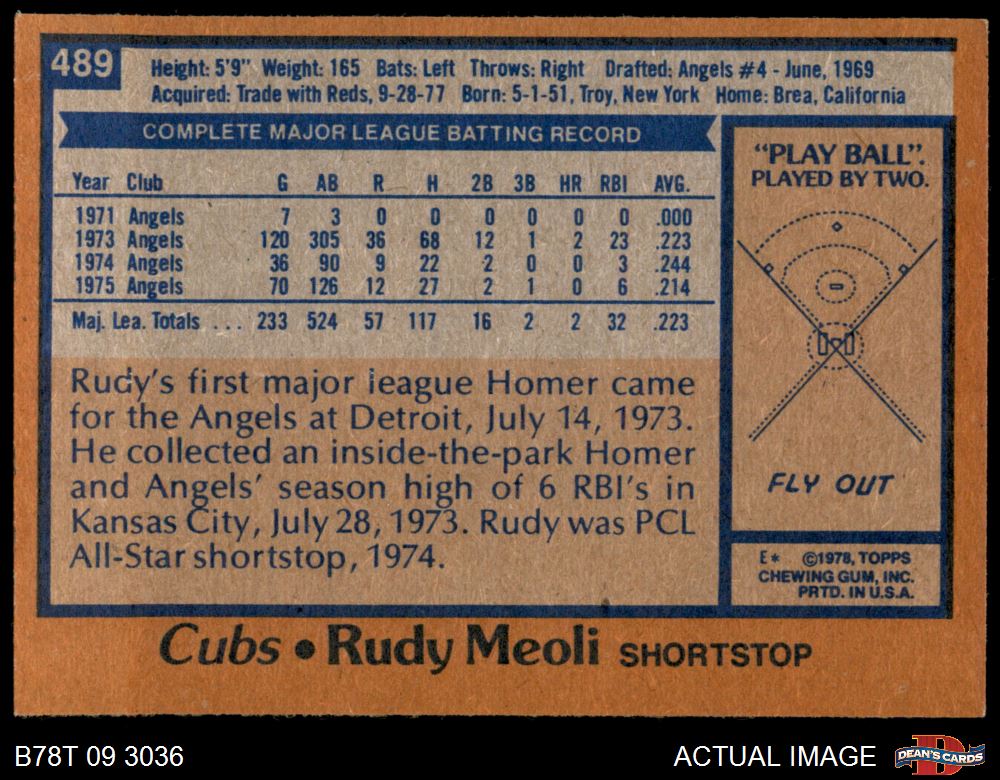 489
Height: 5'9" Weight: 165 Bats: Left Throws: Right Drafted: Angels #4 - June, 1969
Acquired: Trade with Reds, 9-28-77 Born: 5-1-51, Troy, New York Home: Brea, California
COMPLETE MAJOR LEAGUE BATTING RECORD
Year Club G AB R H 2B 3B HR RBI AVG.
1971 Angels 7 3 0 0 0 0 0 0 .000
1973 Angels 120 305 36 68 12 1 2 23 .223
1974 Angels 36 90 9 22 2 0 0 3 .244
1975 Angels 70 126 12 27 2 1 0 6 .214
Maj. Lea. Totals ... 233 524 57 117 16 2 2 32 .223
Rudy's first major league Homer came
for the Angels at Detroit, July 14, 1973.
He collected an inside-the-park Homer
and Angels' season high of 6 RBI's in
Kansas City, July 28, 1973. Rudy was PCL
All-Star shortstop, 1974.
"PLAY BALL".
PLAYED BY TWO.
FLY OUT
E* ©1978, TOPPS
CHEWING GUM, INC.
PRTD. IN U.S.A.
Cubs • Rudy Meoli SHORTSTOP
B78T 09 3036
ACTUAL IMAGE
D
DEAN'S CARDS